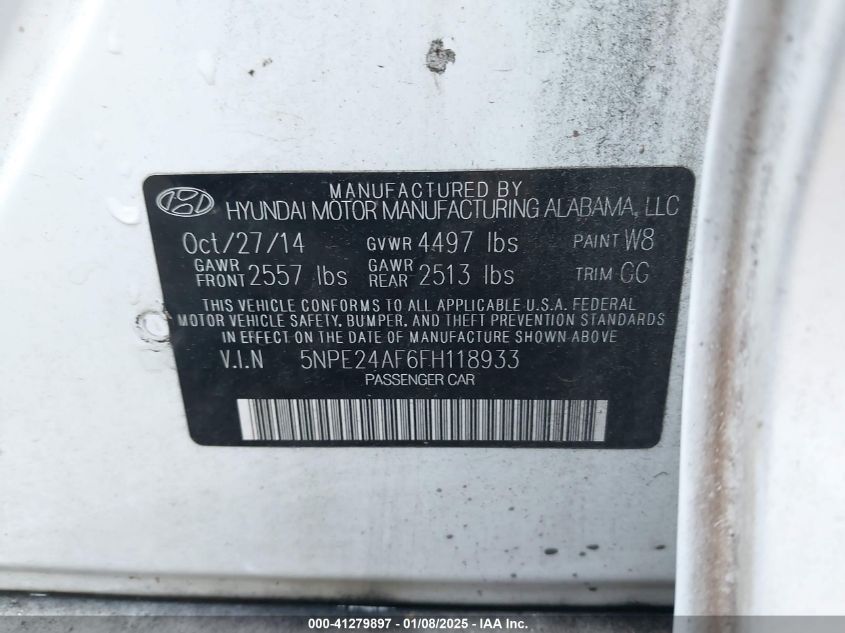 MANUFACTURED BY
HYUNDAI MOTOR MANUFACTURING ALABAMA, LLC
Oct/27/14 GVWR 4497 lbs PAINT W8
GAWR FRONT 2557 lbs GAWR REAR 2513 lbs TRIM GG
THIS VEHICLE CONFORMS TO ALL APPLICABLE U.S.A. FEDERAL
MOTOR VEHICLE SAFETY, BUMPER, AND THEFT PREVENTION STANDARDS
IN EFFECT ON THE DATE OF MANUFACTURE SHOWN ABOVE
V.I.N 5NPE24AF6FH118933
PASSENGER CAR
000-41279897 - 01/08/2025 - IAA Inc.